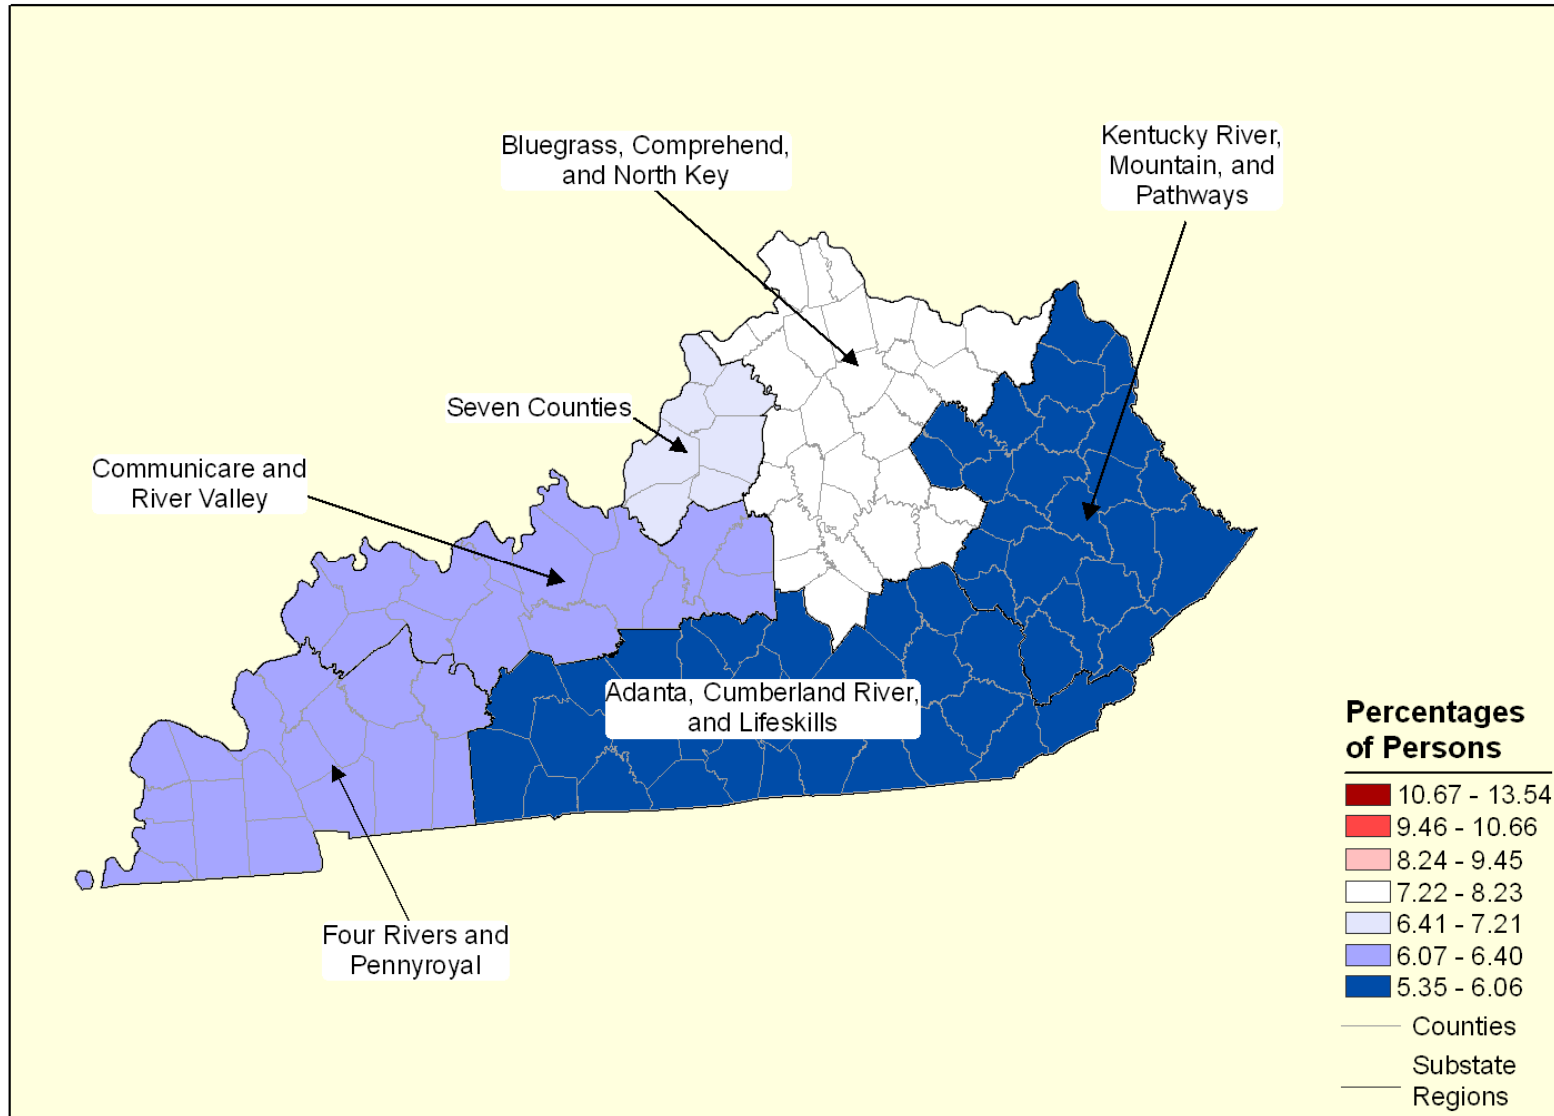 Bluegrass, Comprehend,
and North Key
Kentucky River,
Mountain, and
Pathways
Seven Counties
Communicare and
River Valley
Adanta, Cumberland River,
and Lifeskills
Four Rivers and
Pennyroyal
Percentages
of Persons
10.67 - 13.54
9.46 - 10.66
8.24 - 9.45
7.22 - 8.23
6.41 - 7.21
6.07 - 6.40
5.35 - 6.06
Counties
Substate
Regions